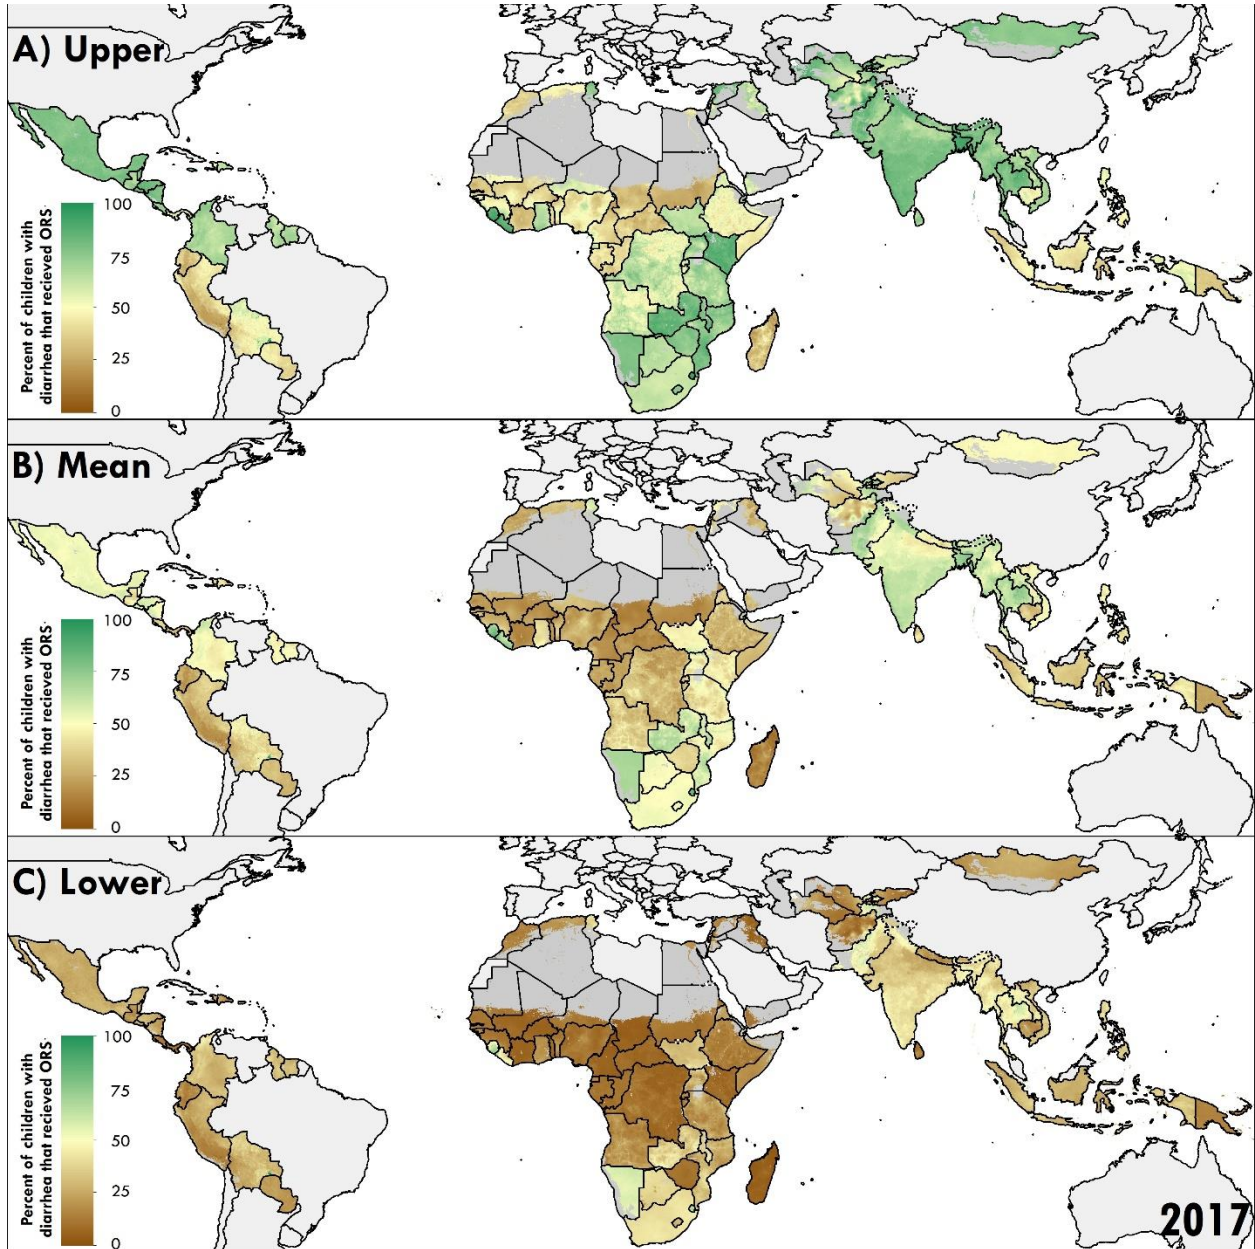 A) Upper
Percent of children with
diarrhea that recieved ORS
100
75
50
25
0
B) Mean
Percent of children with
diarrhea that recieved ORS
100
75
50
25
0
C) Lower
Percent of children with
diarrhea that recieved ORS
100
75
50
25
0
2017